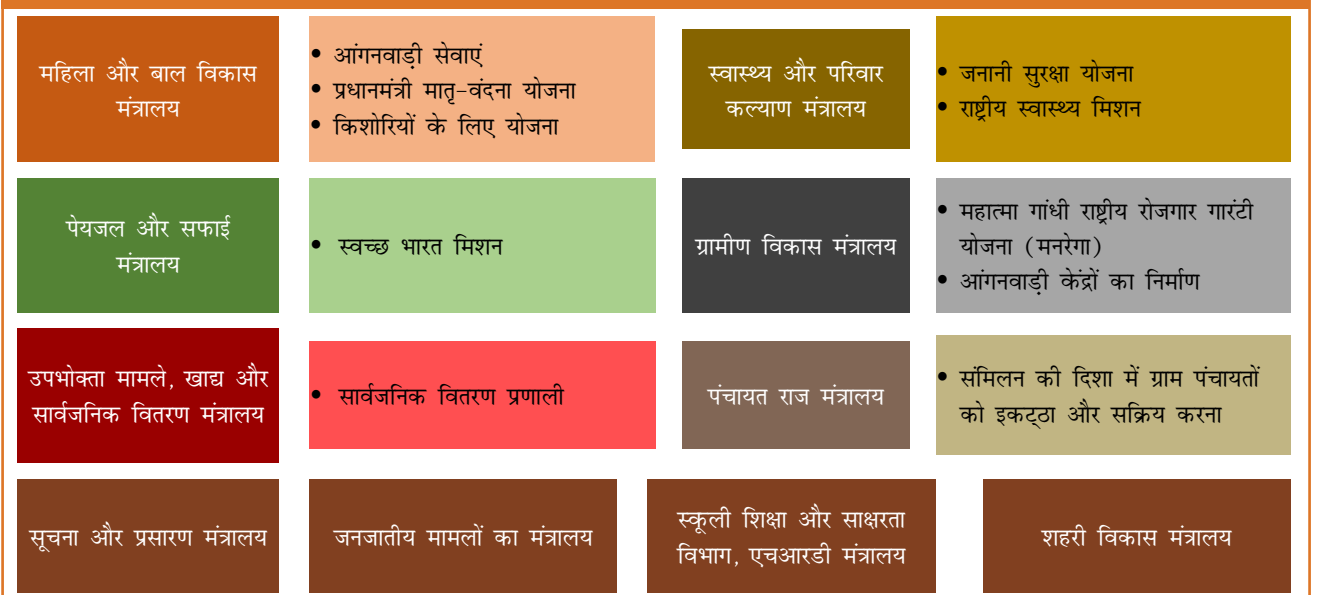 महिला और बाल विकास
मंत्रालय
• आंगनवाड़ी सेवाएं
• प्रधानमंत्री मातृ-वंदना योजना
• किशोरियों के लिए योजना
स्वास्थ्य और परिवार
कल्याण मंत्रालय
• जनानी सुरक्षा योजना
• राष्ट्रीय स्वास्थ्य मिशन
पेयजल और सफाई
मंत्रालय
• स्वच्छ भारत मिशन
ग्रामीण विकास मंत्रालय
• महात्मा गांधी राष्ट्रीय रोजगार गारंटी
योजना (मनरेगा)
• आंगनवाड़ी केंद्रों का निर्माण
उपभोक्ता मामले, खाद्य और
सार्वजनिक वितरण मंत्रालय
• सार्वजनिक वितरण प्रणाली
पंचायत राज मंत्रालय
• संमिलन की दिशा में ग्राम पंचायतों
को इकट्ठा और सक्रिय करना
सूचना और प्रसारण मंत्रालय
जनजातीय मामलों का मंत्रालय
स्कूली शिक्षा और साक्षरता
विभाग, एचआरडी मंत्रालय
शहरी विकास मंत्रालय